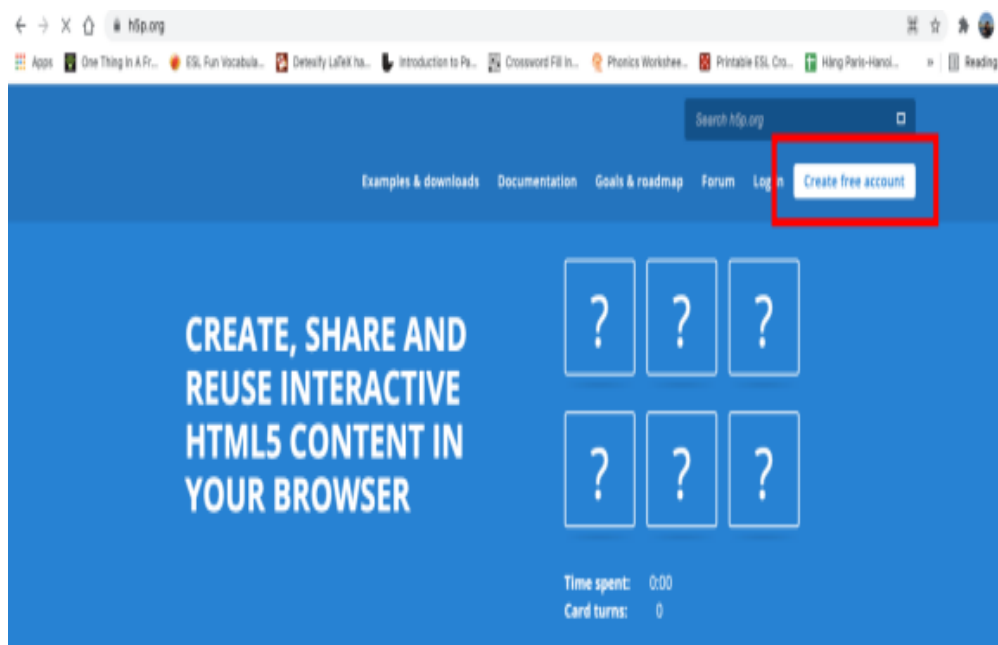 h5p.org
Apps One Thing In A Fr... ESL Fun Vocabula... Detexify LaTeX ha... Introduction to Pa... Crossword Fill In... Phonics Workshee... Printable ESL Cro... Hàng Paris-Hanoi... » Reading
Search h5p.org
Examples & downloads Documentation Goals & roadmap Forum Log in Create free account
CREATE, SHARE AND
REUSE INTERACTIVE
HTML5 CONTENT IN
YOUR BROWSER
? ? ?
? ? ?
Time spent: 0:00
Card turns: 0